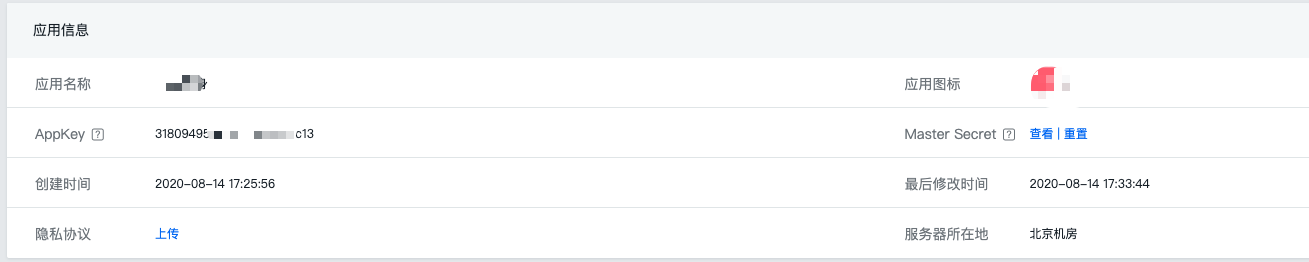 应用信息
应用名称
应用图标
AppKey ? 31809495 c13
Master Secret ? 查看 | 重置
创建时间 2020-08-14 17:25:56
最后修改时间 2020-08-14 17:33:44
隐私协议 上传
服务器所在地 北京机房